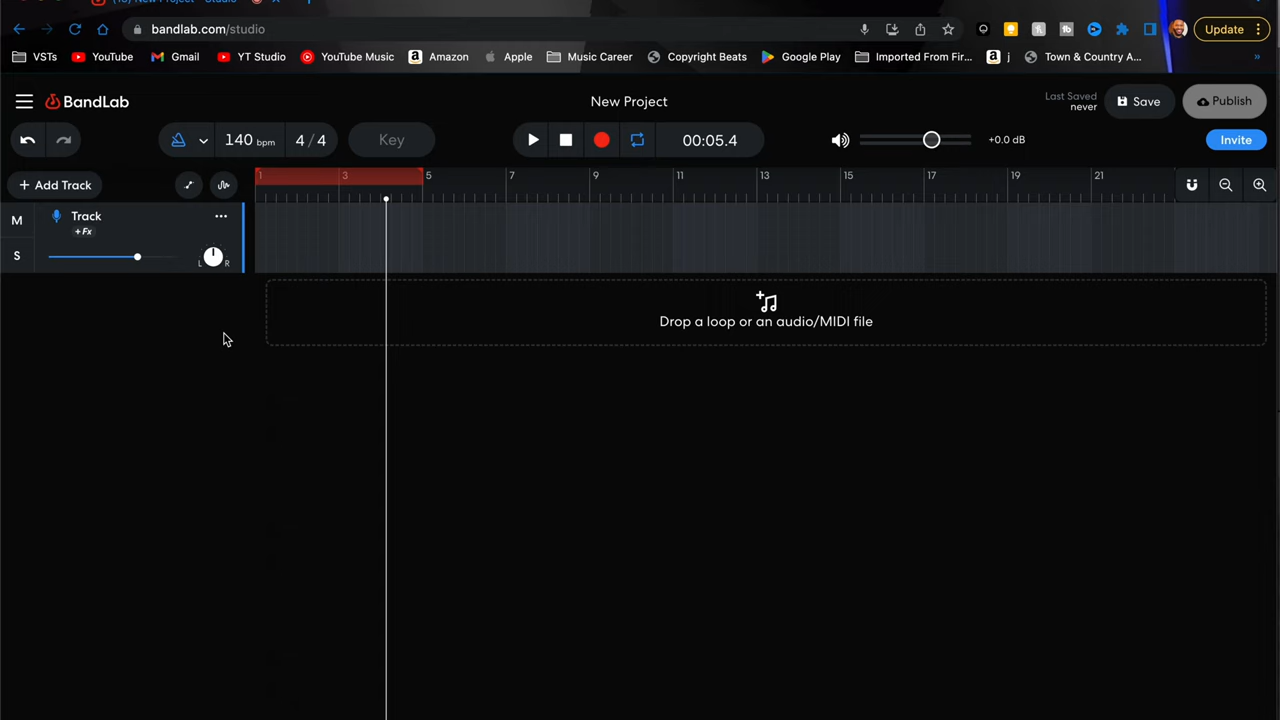 New Project - Studio
bandlab.com/studio
Update
VSTs
YouTube
Gmail
YT Studio
YouTube Music
Amazon
Apple
Music Career
Copyright Beats
Google Play
Imported From Fir...
j
Town & Country A...
»
BandLab
New Project
Last Saved
never
Save
Publish
140 bpm
4 / 4
Key
00:05.4
+0.0 dB
Invite
+ Add Track
1 3 5 7 9 11 13 15 17 19 21
M
Track
+Fx
S
L R
Drop a loop or an audio/MIDI file